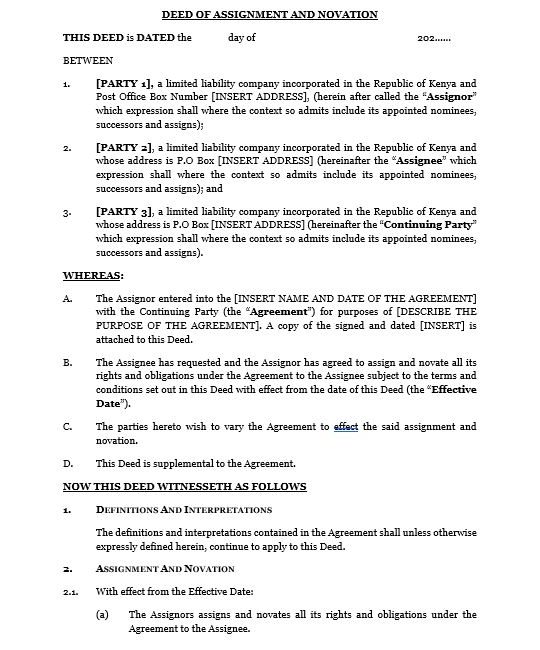 DEED OF ASSIGNMENT AND NOVATION
THIS DEED is DATED the day of 202......
BETWEEN
1. [PARTY 1], a limited liability company incorporated in the Republic of Kenya and
Post Office Box Number [INSERT ADDRESS], (herein after called the “Assignor”
which expression shall where the context so admits include its appointed nominees,
successors and assigns);
2. [PARTY 2], a limited liability company incorporated in the Republic of Kenya and
whose address is P.O Box [INSERT ADDRESS] (hereinafter the “Assignee” which
expression shall where the context so admits include its appointed nominees,
successors and assigns); and
3. [PARTY 3], a limited liability company incorporated in the Republic of Kenya and
whose address is P.O Box [INSERT ADDRESS] (hereinafter the “Continuing Party”
which expression shall where the context so admits include its appointed nominees,
successors and assigns).
WHEREAS:
A. The Assignor entered into the [INSERT NAME AND DATE OF THE AGREEMENT]
with the Continuing Party (the “Agreement”) for purposes of [DESCRIBE THE
PURPOSE OF THE AGREEMENT]. A copy of the signed and dated [INSERT] is
attached to this Deed.
B. The Assignee has requested and the Assignor has agreed to assign and novate all its
rights and obligations under the Agreement to the Assignee subject to the terms and
conditions set out in this Deed with effect from the date of this Deed (the “Effective
Date”).
C. The parties hereto wish to vary the Agreement to effect the said assignment and
novation.
D. This Deed is supplemental to the Agreement.
NOW THIS DEED WITNESSETH AS FOLLOWS
1. DEFINITIONS AND INTERPRETATIONS
The definitions and interpretations contained in the Agreement shall unless otherwise
expressly defined herein, continue to apply to this Deed.
2. ASSIGNMENT AND NOVATION
2.1. With effect from the Effective Date:
(a) The Assignors assigns and novates all its rights and obligations under the
Agreement to the Assignee.